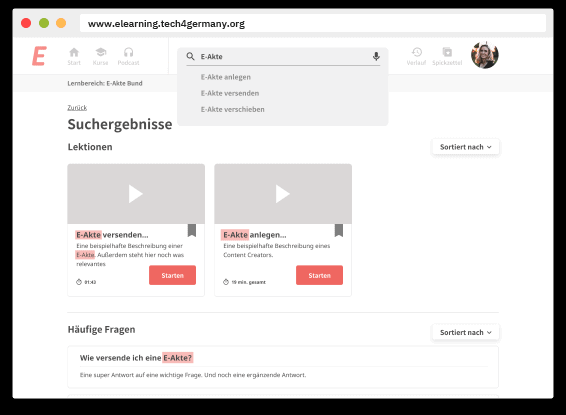 www.elearning.tech4germany.org
E
Start
Kurse
Podcast
E-Akte
Verlauf
Spickzettel
E-Akte anlegen
E-Akte versenden
E-Akte verschieben
Lernbereich: E-Akte Bund
Zurück
Suchergebnisse
Lektionen
Sortiert nach
E-Akte versenden...
Eine beispielhafte Beschreibung einer
E-Akte. Außerdem steht hier noch was
relevantes
01:43
Starten
E-Akte anlegen...
Eine beispielhafte Beschreibung eines
Content Creators.
10 min. gesamt
Starten
Häufige Fragen
Sortiert nach
Wie versende ich eine E-Akte?
Eine super Antwort auf eine wichtige Frage. Und noch eine ergänzende Antwort.